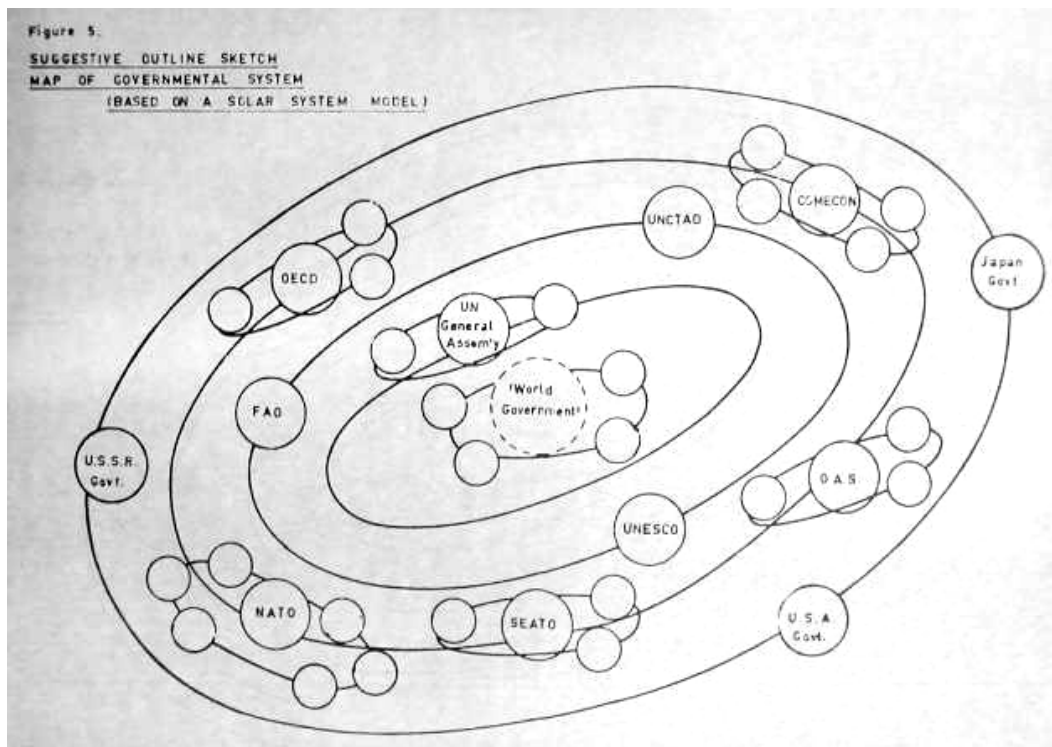 Figure 5.
SUGGESTIVE OUTLINE SKETCH
MAP OF GOVERNMENTAL SYSTEM
(BASED ON A SOLAR SYSTEM MODEL)
COMECON
UNCTAD
Japan
Govt.
OECD
UN
General
Assem'y
'World
Government'
FAO
U.S.S.R.
Govt.
O.A.S.
UNESCO
NATO
SEATO
U.S.A
Govt.